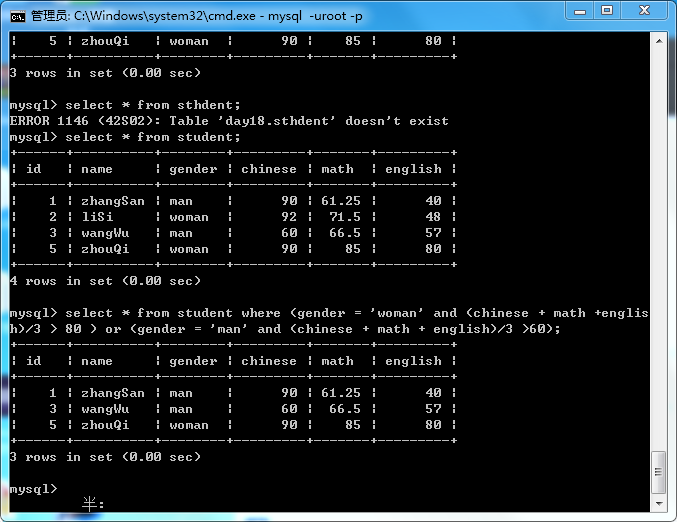 管理员: C:\Windows\system32\cmd.exe - mysql  -uroot -p
|    5 | zhouQi   | woman  |      90 |    85 |      80 |
+------+----------+--------+---------+-------+---------+
3 rows in set (0.00 sec)
mysql> select * from sthdent;
ERROR 1146 (42S02): Table 'day18.sthdent' doesn't exist
mysql> select * from student;
+------+----------+--------+---------+-------+---------+
| id   | name     | gender | chinese | math  | english |
+------+----------+--------+---------+-------+---------+
|    1 | zhangSan | man    |      90 | 61.25 |      40 |
|    2 | liSi     | woman  |      92 |  71.5 |      48 |
|    3 | wangWu   | man    |      60 |  66.5 |      57 |
|    5 | zhouQi   | woman  |      90 |    85 |      80 |
+------+----------+--------+---------+-------+---------+
4 rows in set (0.00 sec)
mysql> select * from student where (gender = 'woman' and (chinese + math +englis
h)/3 > 80 ) or (gender = 'man' and (chinese + math + english)/3 >60);
+------+----------+--------+---------+-------+---------+
| id   | name     | gender | chinese | math  | english |
+------+----------+--------+---------+-------+---------+
|    1 | zhangSan | man    |      90 | 61.25 |      40 |
|    3 | wangWu   | man    |      60 |  66.5 |      57 |
|    5 | zhouQi   | woman  |      90 |    85 |      80 |
+------+----------+--------+---------+-------+---------+
3 rows in set (0.00 sec)
mysql>
半: